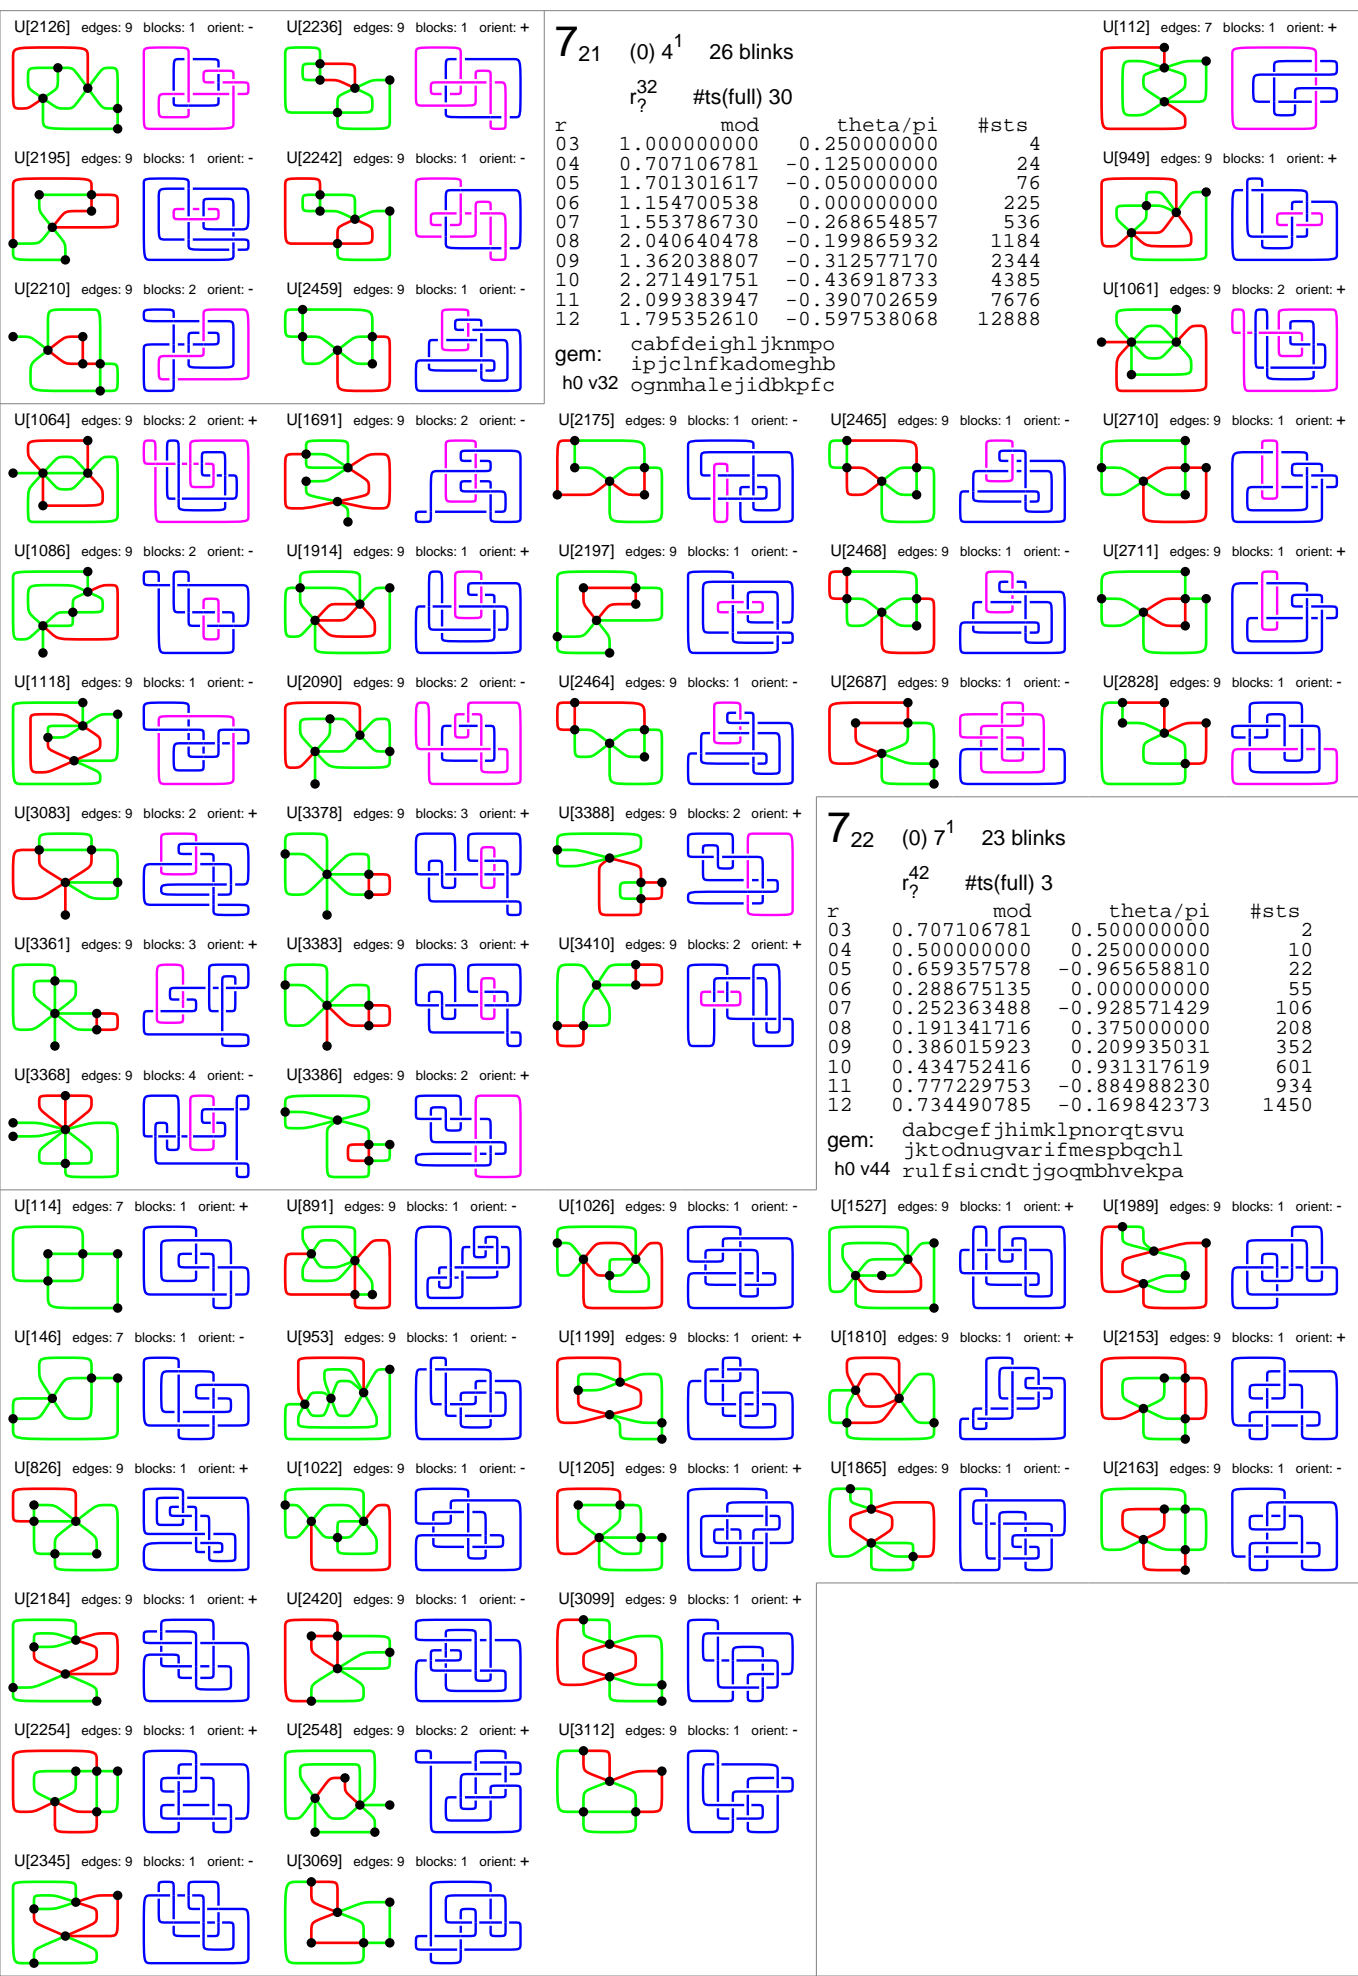 U[2126] edges: 9 blocks: 1 orient: -
U[2236] edges: 9 blocks: 1 orient: +
7₂₁ (0) 4¹ 26 blinks
U[112] edges: 7 blocks: 1 orient: +
r?³² #ts(full) 30
r mod theta/pi #sts
03 1.000000000 0.250000000 4
04 0.707106781 -0.125000000 24
05 1.701301617 -0.050000000 76
06 1.154700538 0.000000000 225
07 1.553786730 -0.268654857 536
08 2.040640478 -0.199865932 1184
09 1.362038807 -0.312577170 2344
10 2.271491751 -0.436918733 4385
11 2.099383947 -0.390702659 7676
12 1.795352610 -0.597538068 12888
gem: cabfdeighljknmpo
ipjclnfkadomeghb
h0 v32 ognmhalejidbkpfc
U[2195] edges: 9 blocks: 1 orient: -
U[2242] edges: 9 blocks: 1 orient: -
U[949] edges: 9 blocks: 1 orient: +
U[2210] edges: 9 blocks: 2 orient: -
U[2459] edges: 9 blocks: 1 orient: -
U[1061] edges: 9 blocks: 2 orient: +
U[1064] edges: 9 blocks: 2 orient: +
U[1691] edges: 9 blocks: 2 orient: -
U[2175] edges: 9 blocks: 1 orient: -
U[2465] edges: 9 blocks: 1 orient: -
U[2710] edges: 9 blocks: 1 orient: +
U[1086] edges: 9 blocks: 2 orient: -
U[1914] edges: 9 blocks: 1 orient: +
U[2197] edges: 9 blocks: 1 orient: -
U[2468] edges: 9 blocks: 1 orient: -
U[2711] edges: 9 blocks: 1 orient: +
U[1118] edges: 9 blocks: 1 orient: -
U[2090] edges: 9 blocks: 2 orient: -
U[2464] edges: 9 blocks: 1 orient: -
U[2687] edges: 9 blocks: 1 orient: -
U[2828] edges: 9 blocks: 1 orient: -
U[3083] edges: 9 blocks: 2 orient: +
U[3378] edges: 9 blocks: 3 orient: +
U[3388] edges: 9 blocks: 2 orient: +
7₂₂ (0) 7¹ 23 blinks
r?⁴² #ts(full) 3
r mod theta/pi #sts
03 0.707106781 0.500000000 2
04 0.500000000 0.250000000 10
05 0.659357578 -0.965658810 22
06 0.288675135 0.000000000 55
07 0.252363488 -0.928571429 106
08 0.191341716 0.375000000 208
09 0.386015923 0.209935031 352
10 0.434752416 0.931317619 601
11 0.777229753 -0.884988230 934
12 0.734490785 -0.169842373 1450
gem: dabcgefjhimklpnorqtsvu
jktodnugvarifmespbqchl
h0 v44 rulfsicndtjgoqmbhvekpa
U[3361] edges: 9 blocks: 3 orient: +
U[3383] edges: 9 blocks: 3 orient: +
U[3410] edges: 9 blocks: 2 orient: +
U[3368] edges: 9 blocks: 4 orient: -
U[3386] edges: 9 blocks: 2 orient: +
U[114] edges: 7 blocks: 1 orient: +
U[891] edges: 9 blocks: 1 orient: -
U[1026] edges: 9 blocks: 1 orient: -
U[1527] edges: 9 blocks: 1 orient: +
U[1989] edges: 9 blocks: 1 orient: -
U[146] edges: 7 blocks: 1 orient: -
U[953] edges: 9 blocks: 1 orient: -
U[1199] edges: 9 blocks: 1 orient: +
U[1810] edges: 9 blocks: 1 orient: +
U[2153] edges: 9 blocks: 1 orient: +
U[826] edges: 9 blocks: 1 orient: +
U[1022] edges: 9 blocks: 1 orient: -
U[1205] edges: 9 blocks: 1 orient: +
U[1865] edges: 9 blocks: 1 orient: -
U[2163] edges: 9 blocks: 1 orient: -
U[2184] edges: 9 blocks: 1 orient: +
U[2420] edges: 9 blocks: 1 orient: -
U[3099] edges: 9 blocks: 1 orient: +
U[2254] edges: 9 blocks: 1 orient: +
U[2548] edges: 9 blocks: 2 orient: +
U[3112] edges: 9 blocks: 1 orient: -
U[2345] edges: 9 blocks: 1 orient: -
U[3069] edges: 9 blocks: 1 orient: +